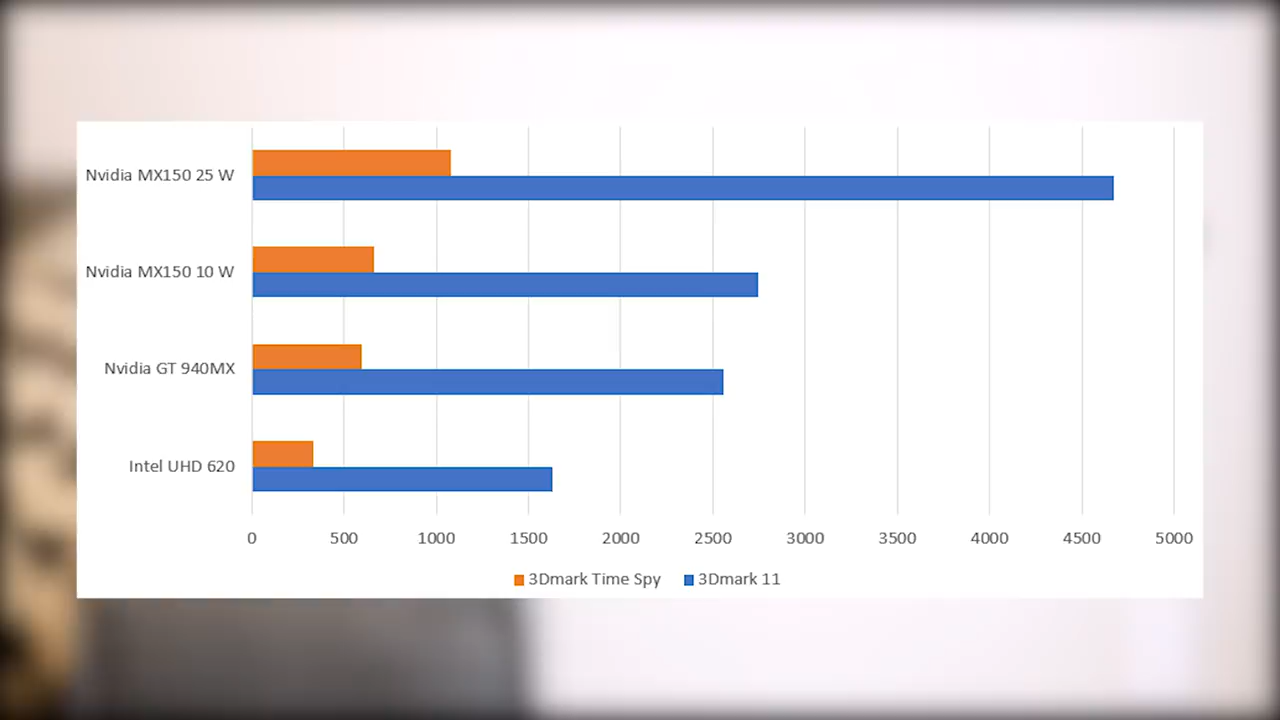 Nvidia MX150 25 W
Nvidia MX150 10 W
Nvidia GT 940MX
Intel UHD 620
0 500 1000 1500 2000 2500 3000 3500 4000 4500 5000
3Dmark Time Spy 3Dmark 11